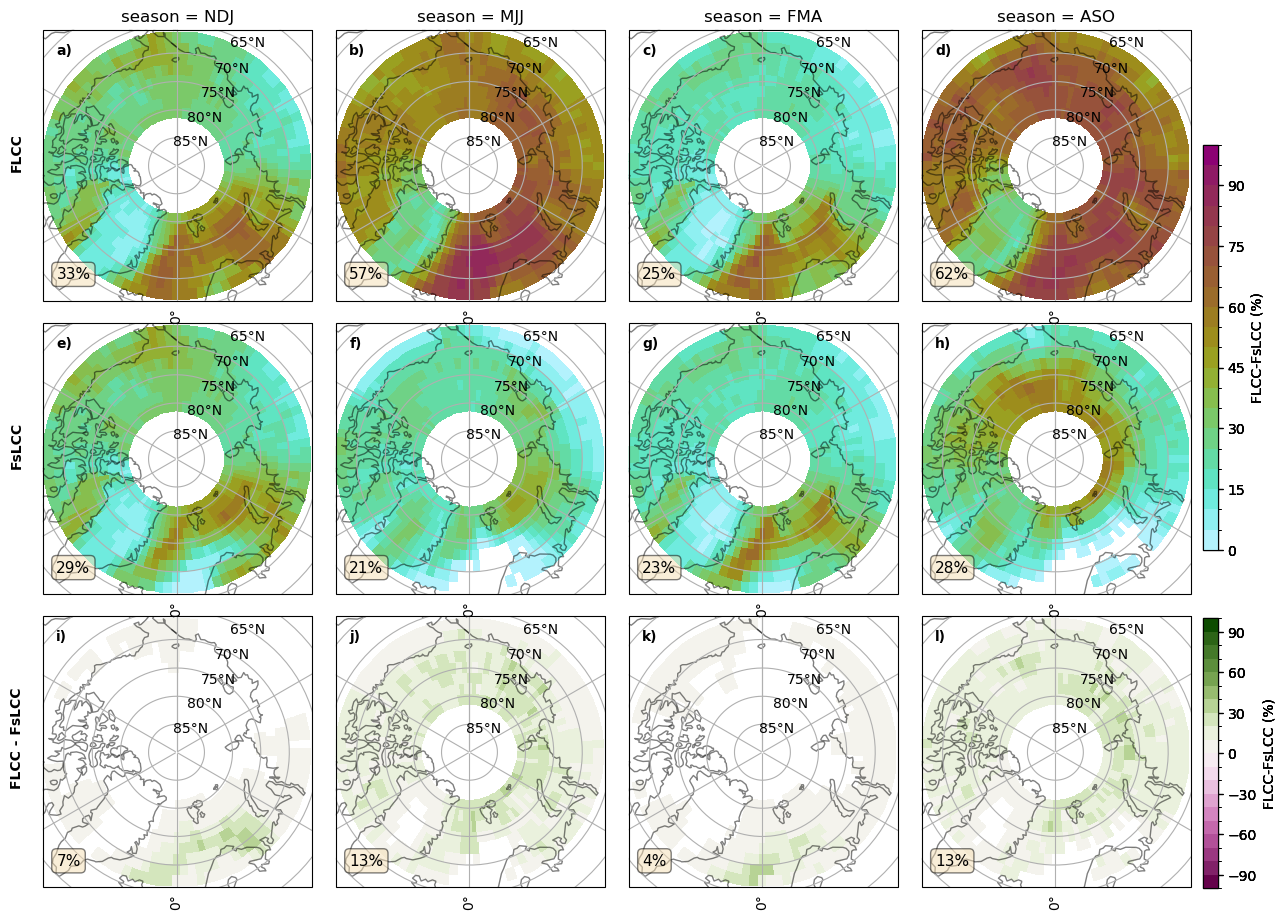 season = NDJ
season = MJJ
season = FMA
season = ASO
FLCC
a)
65°N
70°N
75°N
80°N
85°N
33%
0°
b)
65°N
70°N
75°N
80°N
85°N
57%
0°
c)
65°N
70°N
75°N
80°N
85°N
25%
0°
d)
65°N
70°N
75°N
80°N
85°N
62%
0°
FsLCC
e)
65°N
70°N
75°N
80°N
85°N
29%
0°
f)
65°N
70°N
75°N
80°N
85°N
21%
0°
g)
65°N
70°N
75°N
80°N
85°N
23%
0°
h)
65°N
70°N
75°N
80°N
85°N
28%
0°
90
75
60
45
30
15
0
FLCC-FsLCC (%)
FLCC - FsLCC
i)
65°N
70°N
75°N
80°N
85°N
7%
0°
j)
65°N
70°N
75°N
80°N
85°N
13%
0°
k)
65°N
70°N
75°N
80°N
85°N
4%
0°
l)
65°N
70°N
75°N
80°N
85°N
13%
0°
90
60
30
0
−30
−60
−90
FLCC-FsLCC (%)